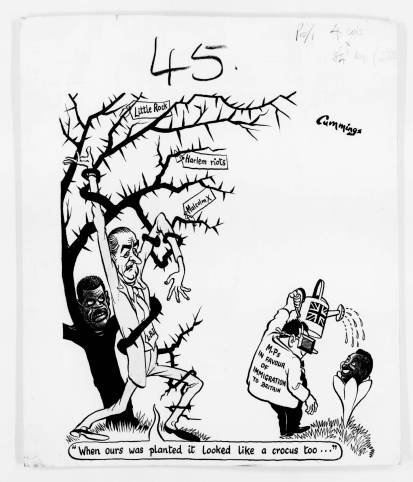 45.
Little Rock
Cummings
Harlem riots
Malcolm X
M.P.s
IN FAVOUR
OF
IMMIGRATION
TO BRITAIN
"When ours was planted it looked like a crocus too..."